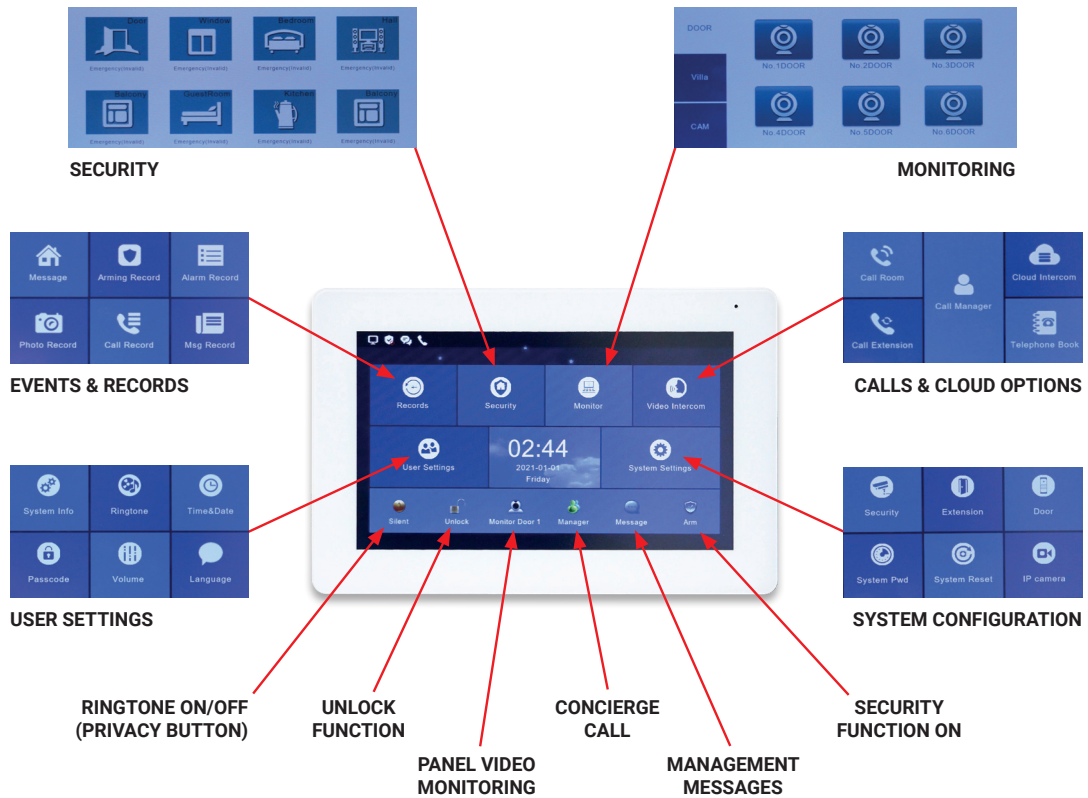 Door Window Bedroom Hall
Emergency(Invalid) Emergency(Invalid) Emergency(Invalid) Emergency(Invalid)
Balcony GuestRoom Kitchen Balcony
Emergency(Invalid) Emergency(Invalid) Emergency(Invalid) Emergency(Invalid)
SECURITY
DOOR
No.1DOOR No.2DOOR No.3DOOR
Villa
CAM
No.4DOOR No.5DOOR No.6DOOR
MONITORING
Message Arming Record Alarm Record
Photo Record Call Record Msg Record
EVENTS & RECORDS
Call Room Call Manager Cloud Intercom
Call Extension Telephone Book
CALLS & CLOUD OPTIONS
Records Security Monitor Video Intercom
User Settings
02:44
2021-01-01
Friday
System Settings
Silent Unlock Monitor Door 1 Manager Message Arm
System Info Ringtone Time&Date
Passcode Volume Language
USER SETTINGS
Security Extension Door
System Pwd System Reset IP camera
SYSTEM CONFIGURATION
RINGTONE ON/OFF
(PRIVACY BUTTON)
UNLOCK
FUNCTION
PANEL VIDEO
MONITORING
CONCIERGE
CALL
MANAGEMENT
MESSAGES
SECURITY
FUNCTION ON